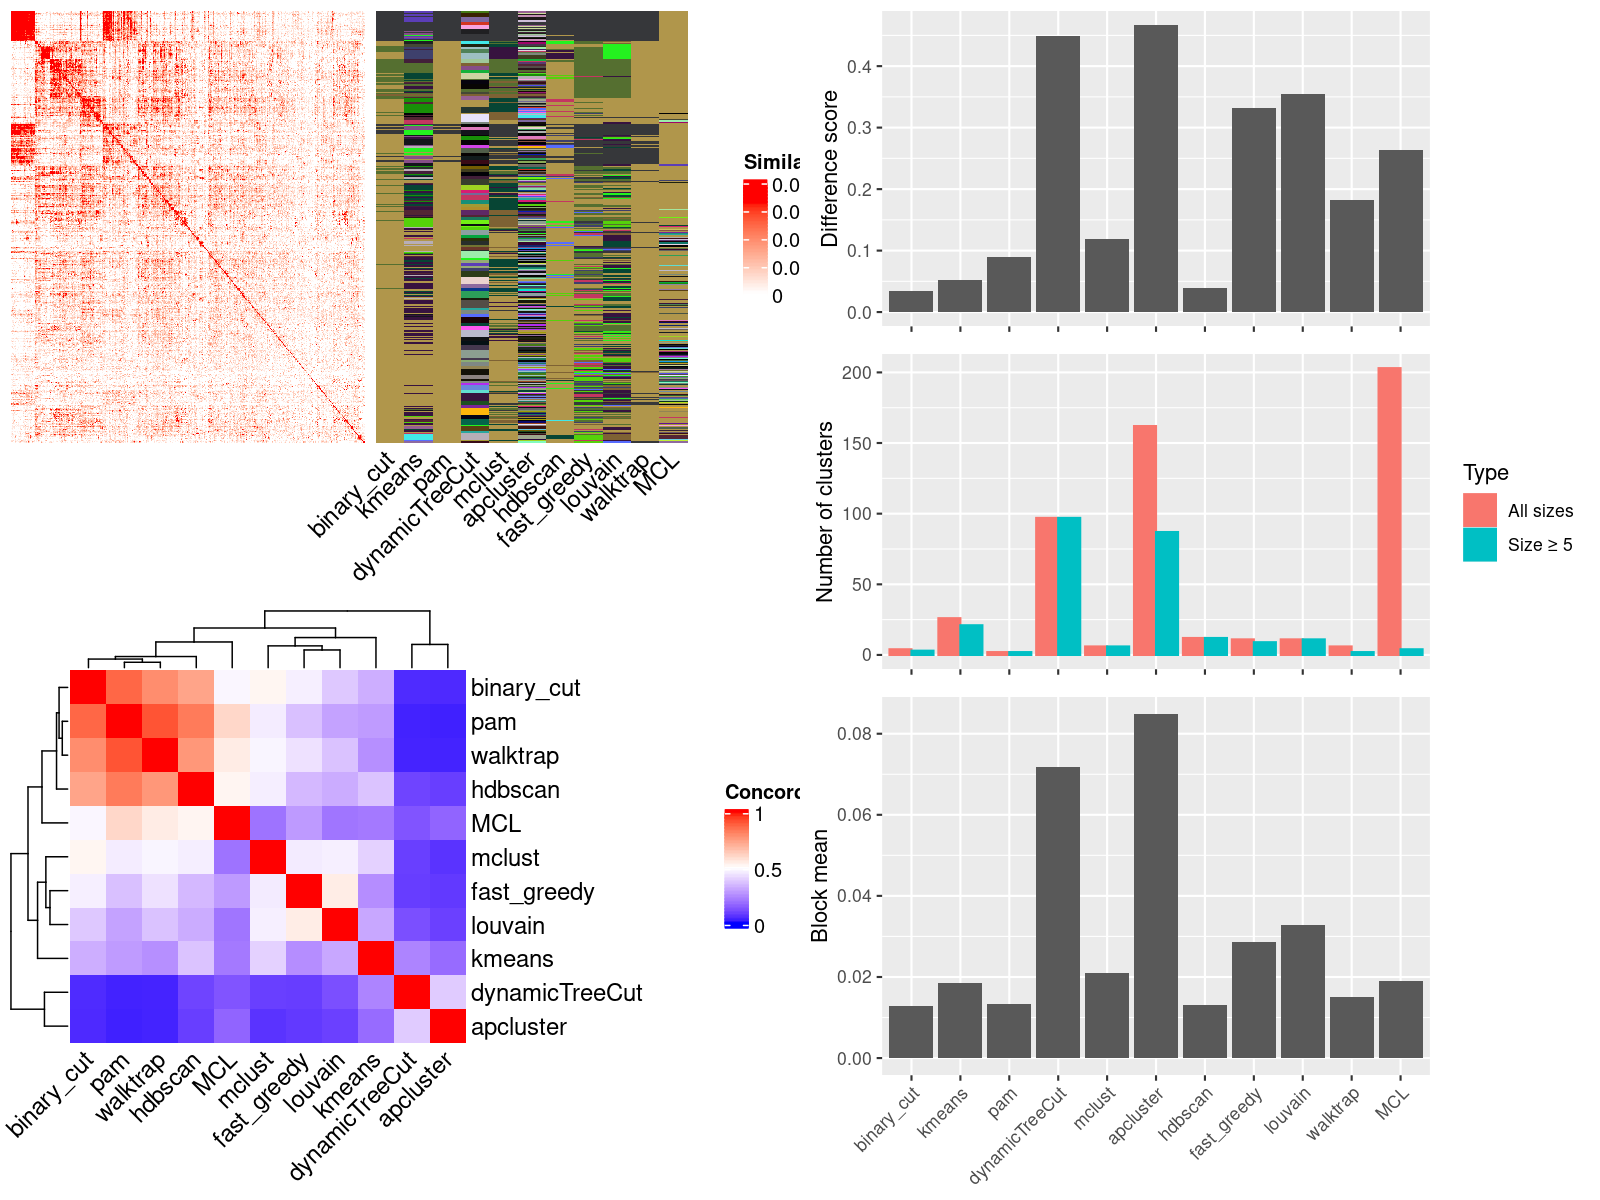 Simila
0.0
0.0
0.0
0.0
0
binary_cut
kmeans
pam
dynamicTreeCut
mclust
apcluster
hdbscan
fast_greedy
louvain
walktrap
MCL
binary_cut
pam
walktrap
hdbscan
MCL
mclust
fast_greedy
louvain
kmeans
dynamicTreeCut
apcluster
binary_cut
pam
walktrap
hdbscan
MCL
mclust
fast_greedy
louvain
kmeans
dynamicTreeCut
apcluster
Concord
1
0.5
0
Difference score
0.4
0.3
0.2
0.1
0.0
Number of clusters
200
150
100
50
0
Type
All sizes
Size ≥ 5
Block mean
0.08
0.06
0.04
0.02
0.00
binary_cut
kmeans
pam
dynamicTreeCut
mclust
apcluster
hdbscan
fast_greedy
louvain
walktrap
MCL